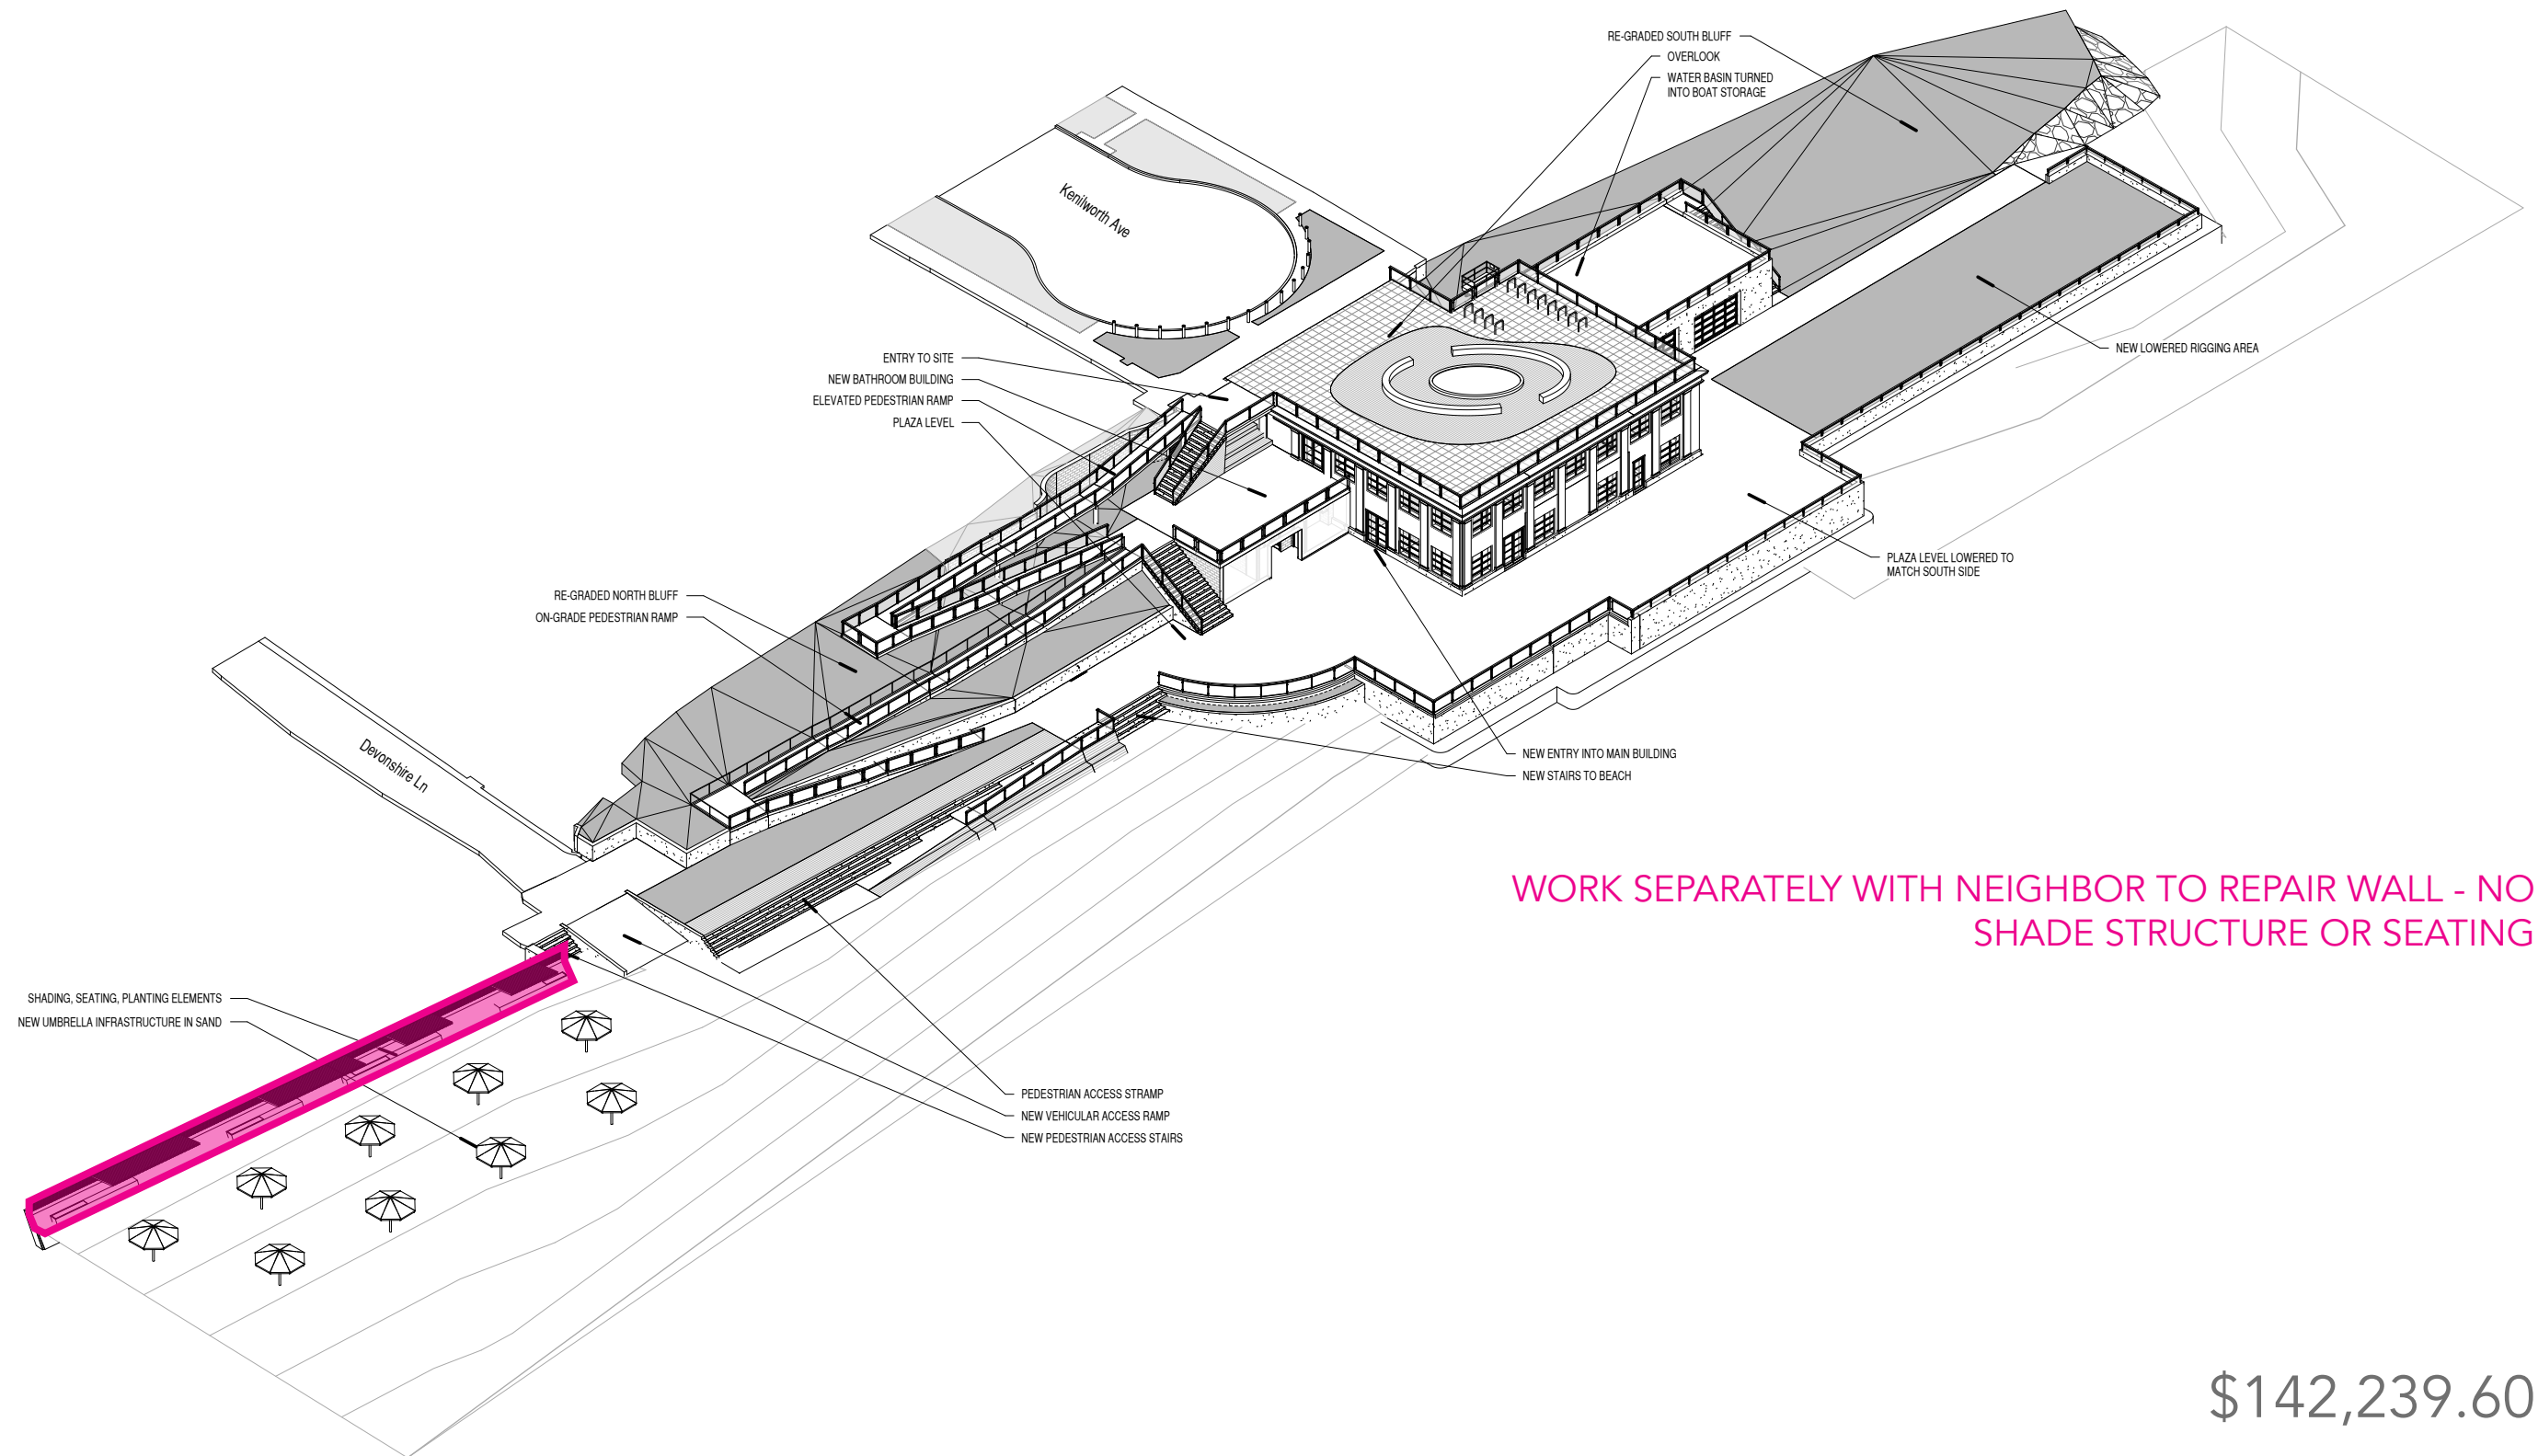 RE-GRADED SOUTH BLUFF
OVERLOOK
WATER BASIN TURNED
INTO BOAT STORAGE
Kenilworth Ave
ENTRY TO SITE
NEW BATHROOM BUILDING
ELEVATED PEDESTRIAN RAMP
PLAZA LEVEL
NEW LOWERED RIGGING AREA
PLAZA LEVEL LOWERED TO
MATCH SOUTH SIDE
RE-GRADED NORTH BLUFF
ON-GRADE PEDESTRIAN RAMP
Devonshire Ln
NEW ENTRY INTO MAIN BUILDING
NEW STAIRS TO BEACH
WORK SEPARATELY WITH NEIGHBOR TO REPAIR WALL - NO
SHADE STRUCTURE OR SEATING
SHADING, SEATING, PLANTING ELEMENTS
NEW UMBRELLA INFRASTRUCTURE IN SAND
PEDESTRIAN ACCESS STRAMP
NEW VEHICULAR ACCESS RAMP
NEW PEDESTRIAN ACCESS STAIRS
$142,239.60